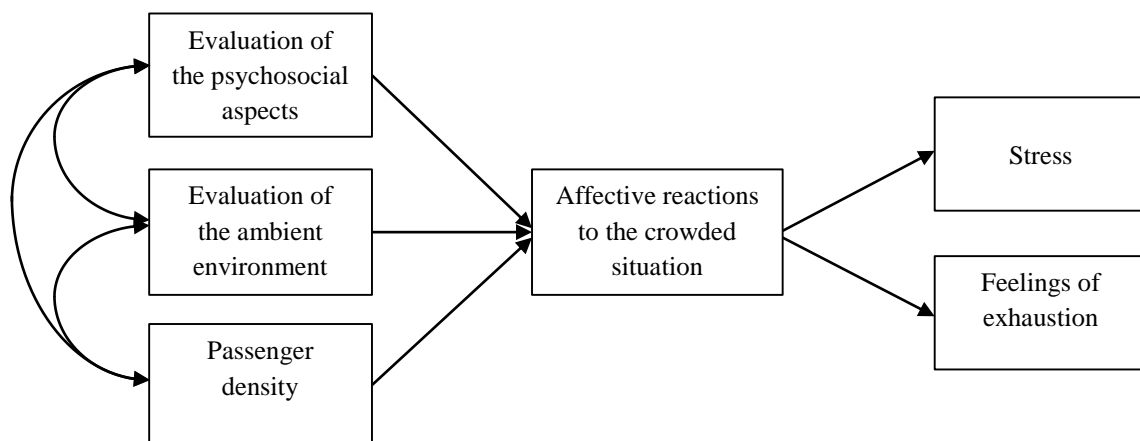 Evaluation of
the psychosocial
aspects
Evaluation of
the ambient
environment
Passenger
density
Affective reactions
to the crowded
situation
Stress
Feelings of
exhaustion